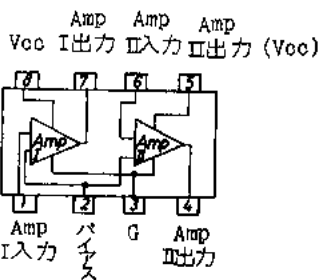 Amp Amp Amp
Vcc I出力 II入力 II出力 (Vcc)
8 7 6 5
Amp I Amp II
1 2 3 4
Amp バイアス G Amp
I入力 II出力